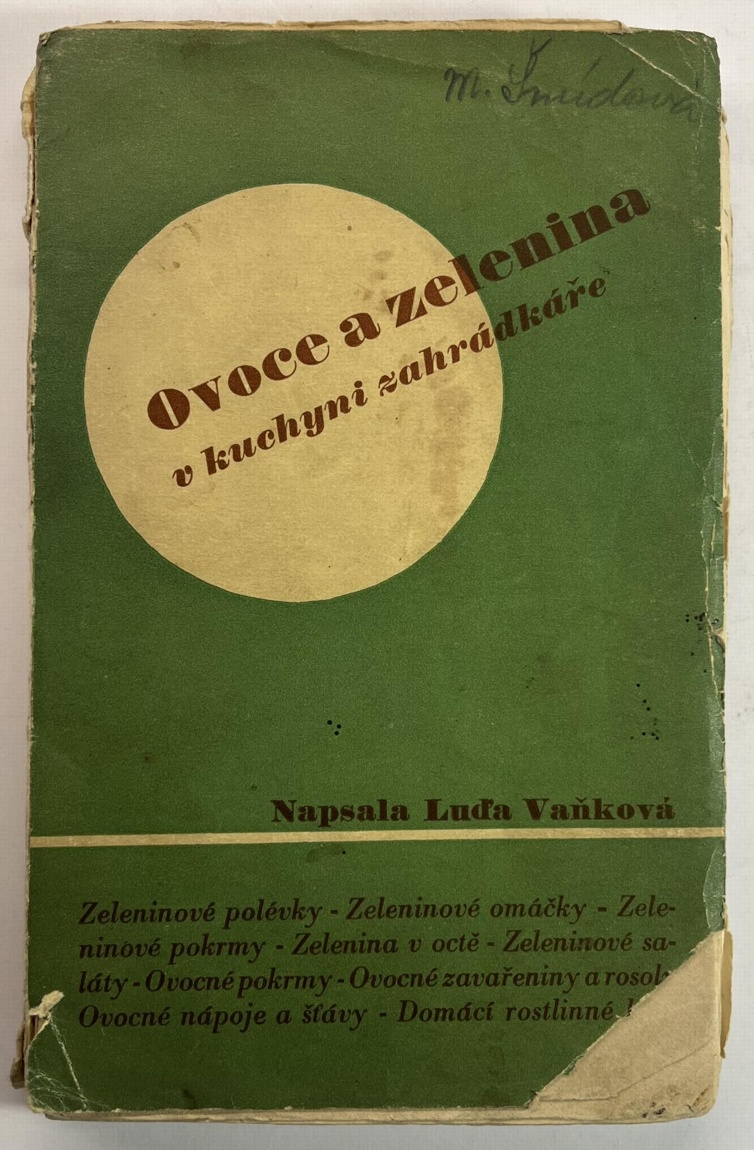 M. Šmídová
Ovoce a zelenina
v kuchyni zahrádkáře
Napsala Luďa Vaňková
Zeleninové polévky - Zeleninové omáčky - Zele-
ninové pokrmy - Zelenina v octě - Zeleninové sa-
láty - Ovocné pokrmy - Ovocné zavařeniny a rosol
Ovocné nápoje a šťávy - Domácí rostlinné